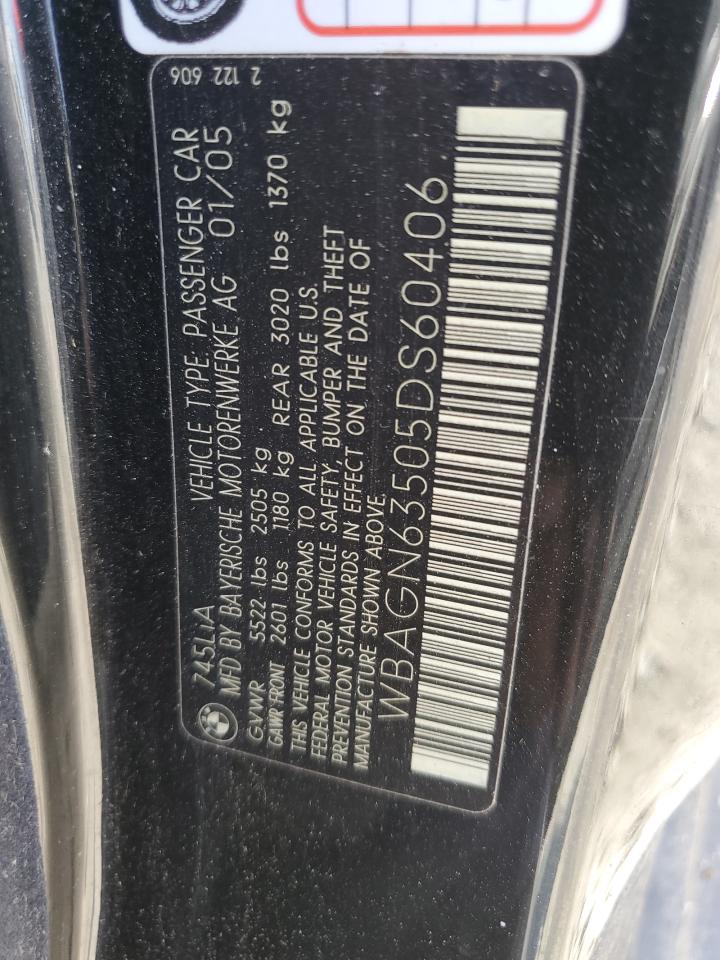 2 122 606
745LIA VEHICLE TYPE: PASSENGER CAR
MFD BY BAYERISCHE MOTORENWERKE AG 01/05
GVWR 5522 lbs 2505 kg
GAWR FRONT 2601 lbs 1180 kg REAR 3020 lbs 1370 kg
THIS VEHICLE CONFORMS TO ALL APPLICABLE U.S.
FEDERAL MOTOR VEHICLE SAFETY, BUMPER AND THEFT
PREVENTION STANDARDS IN EFFECT ON THE DATE OF
MANUFACTURE SHOWN ABOVE.
WBAGN63505DS60406